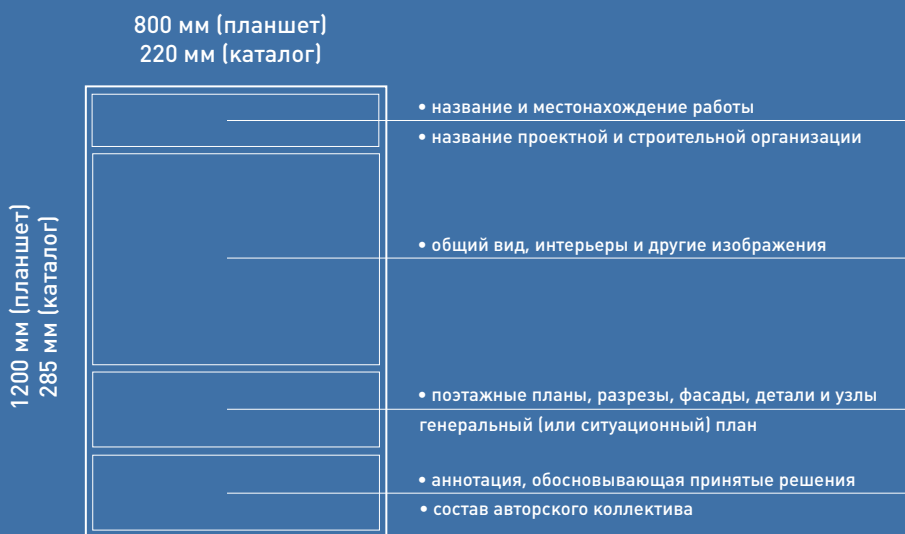 800 мм (планшет)
220 мм (каталог)
• название и местонахождение работы
• название проектной и строительной организации
1200 мм (планшет)
285 мм (каталог)
• общий вид, интерьеры и другие изображения
• поэтажные планы, разрезы, фасады, детали и узлы
генеральный (или ситуационный) план
• аннотация, обосновывающая принятые решения
• состав авторского коллектива